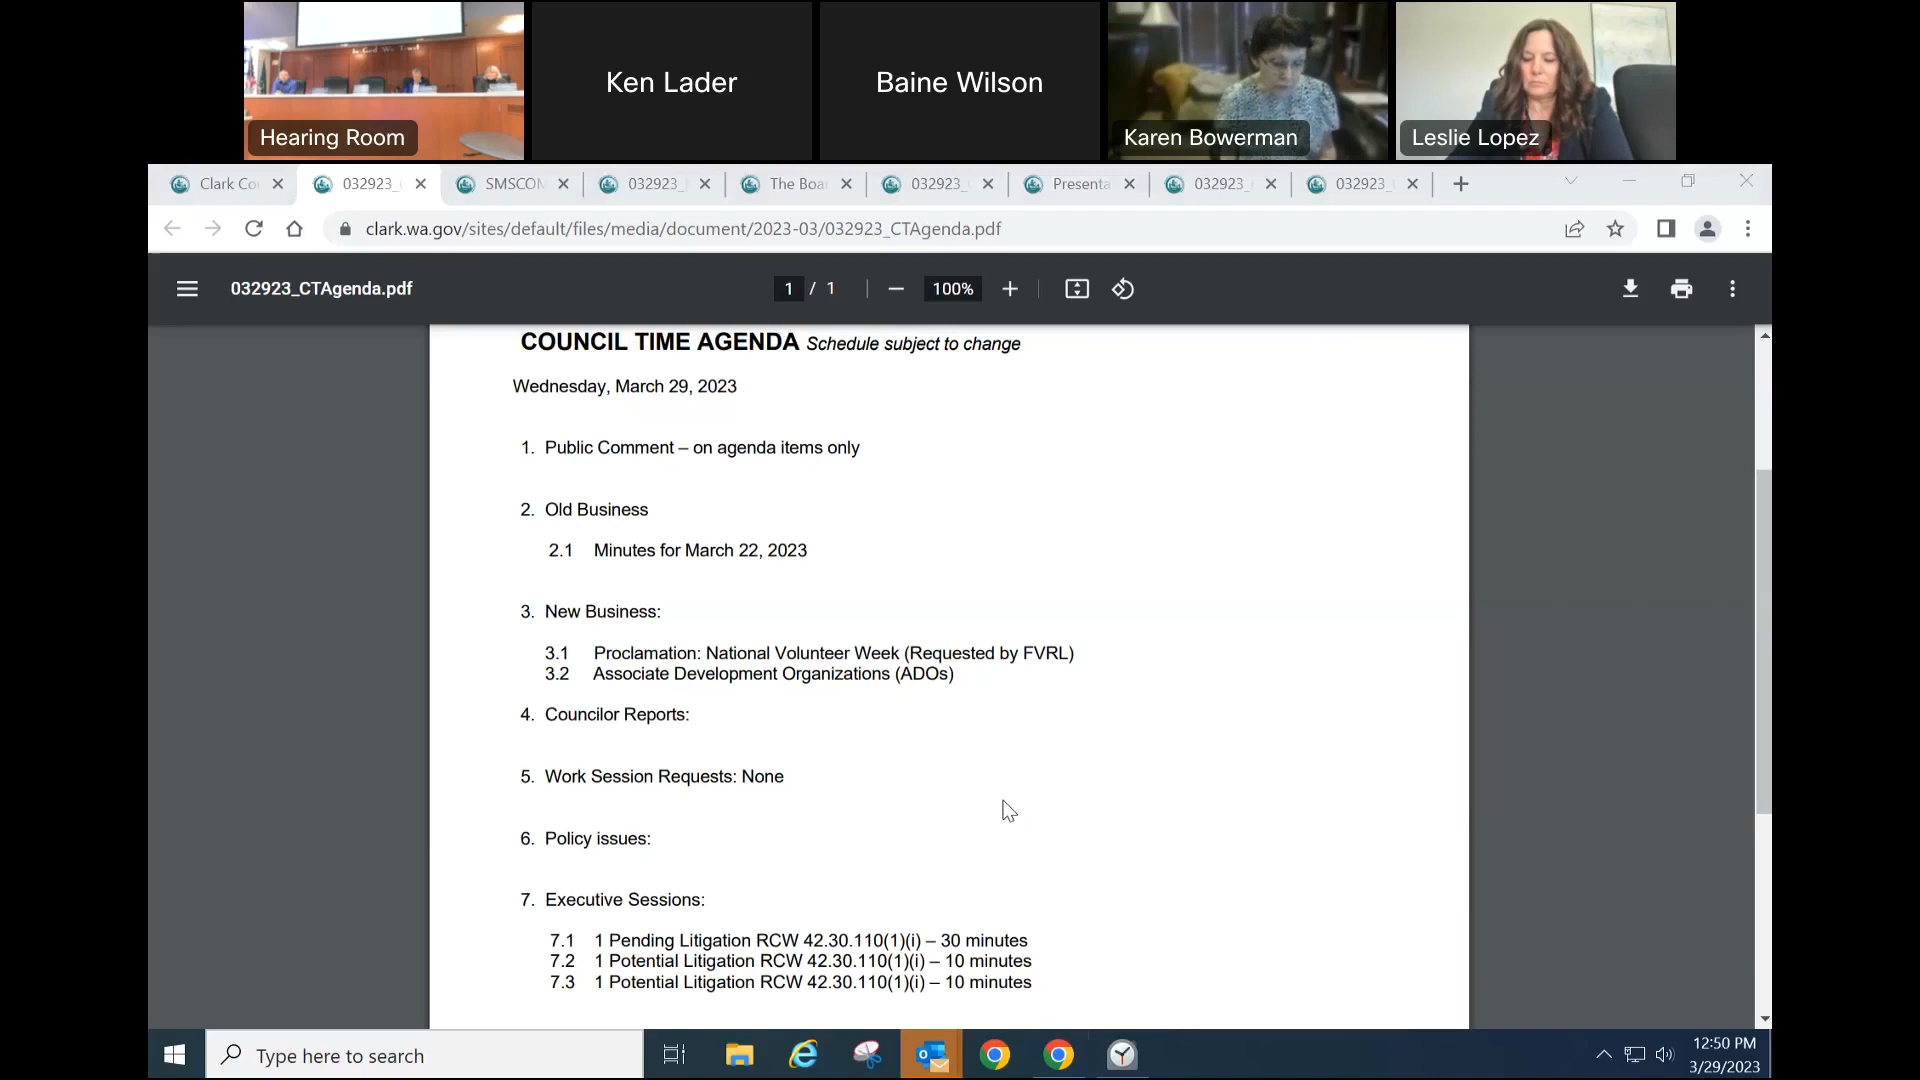 In God We Trust
Hearing Room
Ken Lader
Baine Wilson
Karen Bowerman
Leslie Lopez
Clark Co
032923_
SMSCOM
032923_
The Boar
032923_
Presenta
032923_
032923_
clark.wa.gov/sites/default/files/media/document/2023-03/032923_CTAgenda.pdf
032923_CTAgenda.pdf
1 / 1
100%
COUNCIL TIME AGENDA Schedule subject to change
Wednesday, March 29, 2023
1. Public Comment – on agenda items only
2. Old Business
2.1 Minutes for March 22, 2023
3. New Business:
3.1 Proclamation: National Volunteer Week (Requested by FVRL)
3.2 Associate Development Organizations (ADOs)
4. Councilor Reports:
5. Work Session Requests: None
6. Policy issues:
7. Executive Sessions:
7.1 1 Pending Litigation RCW 42.30.110(1)(i) – 30 minutes
7.2 1 Potential Litigation RCW 42.30.110(1)(i) – 10 minutes
7.3 1 Potential Litigation RCW 42.30.110(1)(i) – 10 minutes
Type here to search
12:50 PM
3/29/2023